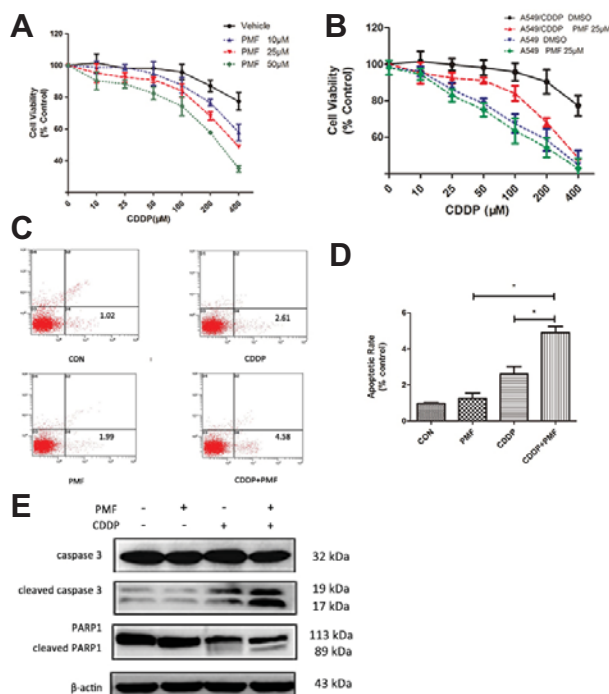 A
Vehicle
PMF 10μM
PMF 25μM
PMF 50μM
Cell Viability
(% Control)
100
80
60
40
20
0 10 25 50 100 200 400
CDDP(μM)
B
A549/CDDP DMSO
A549/CDDP PMF 25μM
A549 DMSO
A549 PMF 25μM
Cell Viability
(% Control)
100
80
60
40
0 10 25 50 100 200 400
CDDP (μM)
C
1.02
CON
2.61
CDDP
1.99
PMF
4.58
CDDP+PMF
D
Apoptotic Rate
(% control)
6
4
2
0
* 
*
CON PMF CDDP CDDP+PMF
E
PMF - + - +
CDDP - - + +
caspase 3 32 kDa
cleaved caspase 3 19 kDa
17 kDa
PARP1 113 kDa
cleaved PARP1 89 kDa
β-actin 43 kDa